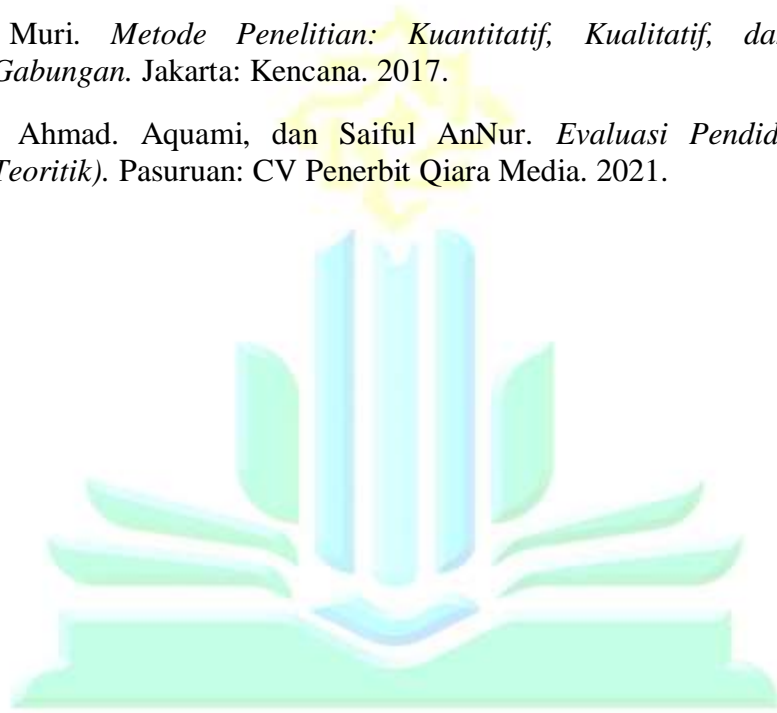 Muri. Metode Penelitian: Kuantitatif, Kualitatif, da
Gabungan. Jakarta: Kencana. 2017.
Ahmad. Aquami, dan Saiful AnNur. Evaluasi Pendid
Teoritik). Pasuruan: CV Penerbit Qiara Media. 2021.